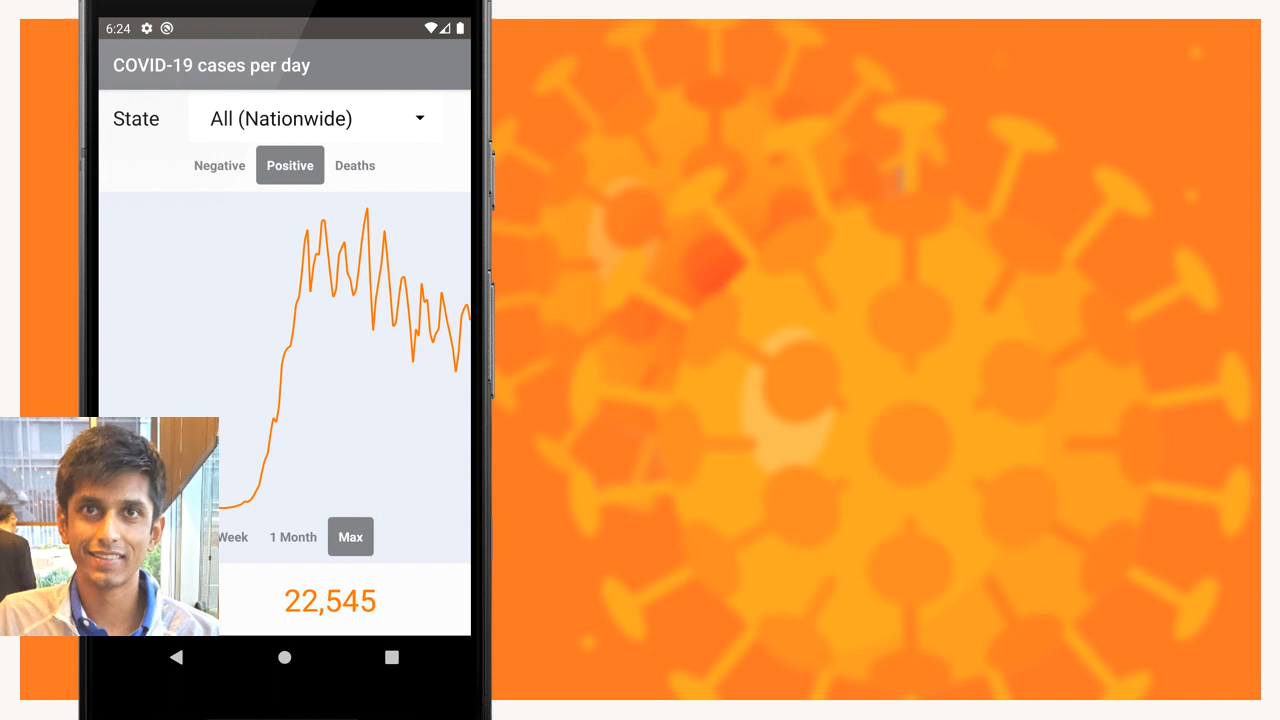 6:24
COVID-19 cases per day
State All (Nationwide)
Negative Positive Deaths
Week 1 Month Max
22,545